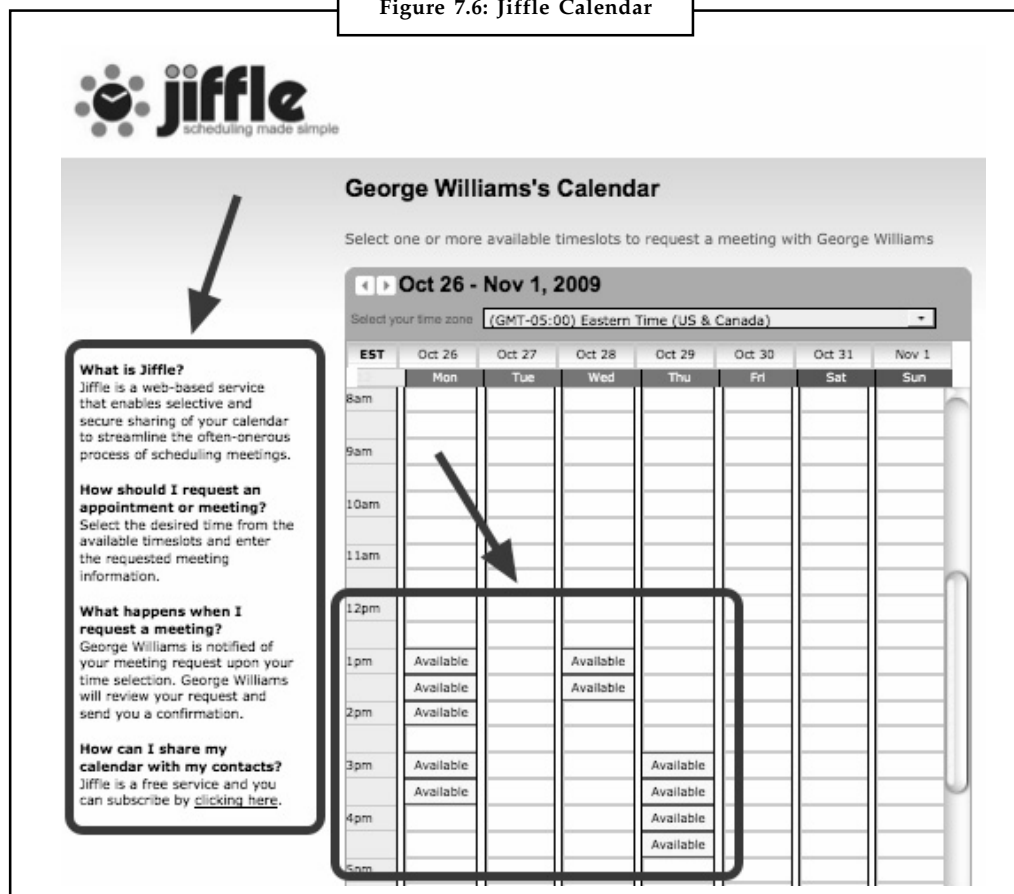 Figure 7.6: Jiffle Calendar
jiffle
scheduling made simple
George Williams's Calendar
Select one or more available timeslots to request a meeting with George Williams
Oct 26 - Nov 1, 2009
Select your time zone (GMT-05:00) Eastern Time (US & Canada)
EST Oct 26 Oct 27 Oct 28 Oct 29 Oct 30 Oct 31 Nov 1
Mon Tue Wed Thu Fri Sat Sun
What is Jiffle?
Jiffle is a web-based service
that enables selective and
secure sharing of your calendar
to streamline the often-onerous
process of scheduling meetings.
How should I request an
appointment or meeting?
Select the desired time from the
available timeslots and enter
the requested meeting
information.
What happens when I
request a meeting?
George Williams is notified of
your meeting request upon your
time selection. George Williams
will review your request and
send you a confirmation.
How can I share my
calendar with my contacts?
Jiffle is a free service and you
can subscribe by clicking here.
8am
9am
10am
11am
12pm
1pm Available Available
Available Available
2pm Available
3pm Available Available
Available Available
4pm Available
Available
5pm